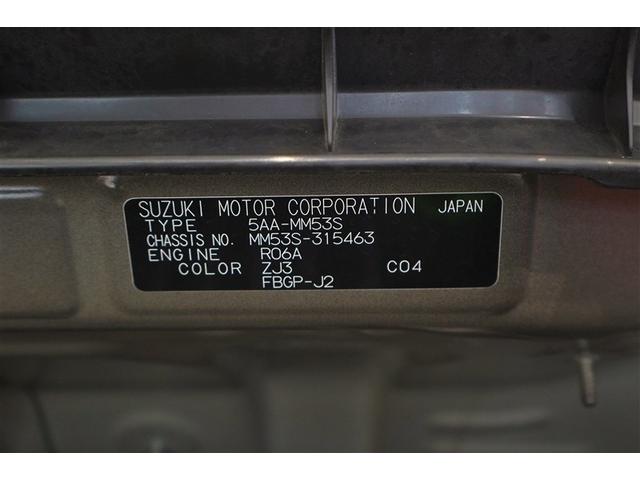 SUZUKI MOTOR CORPORATION JAPAN
TYPE 5AA-MM53S
CHASSIS NO. MM53S-315463
ENGINE R06A
COLOR ZJ3 C04
FBGP-J2